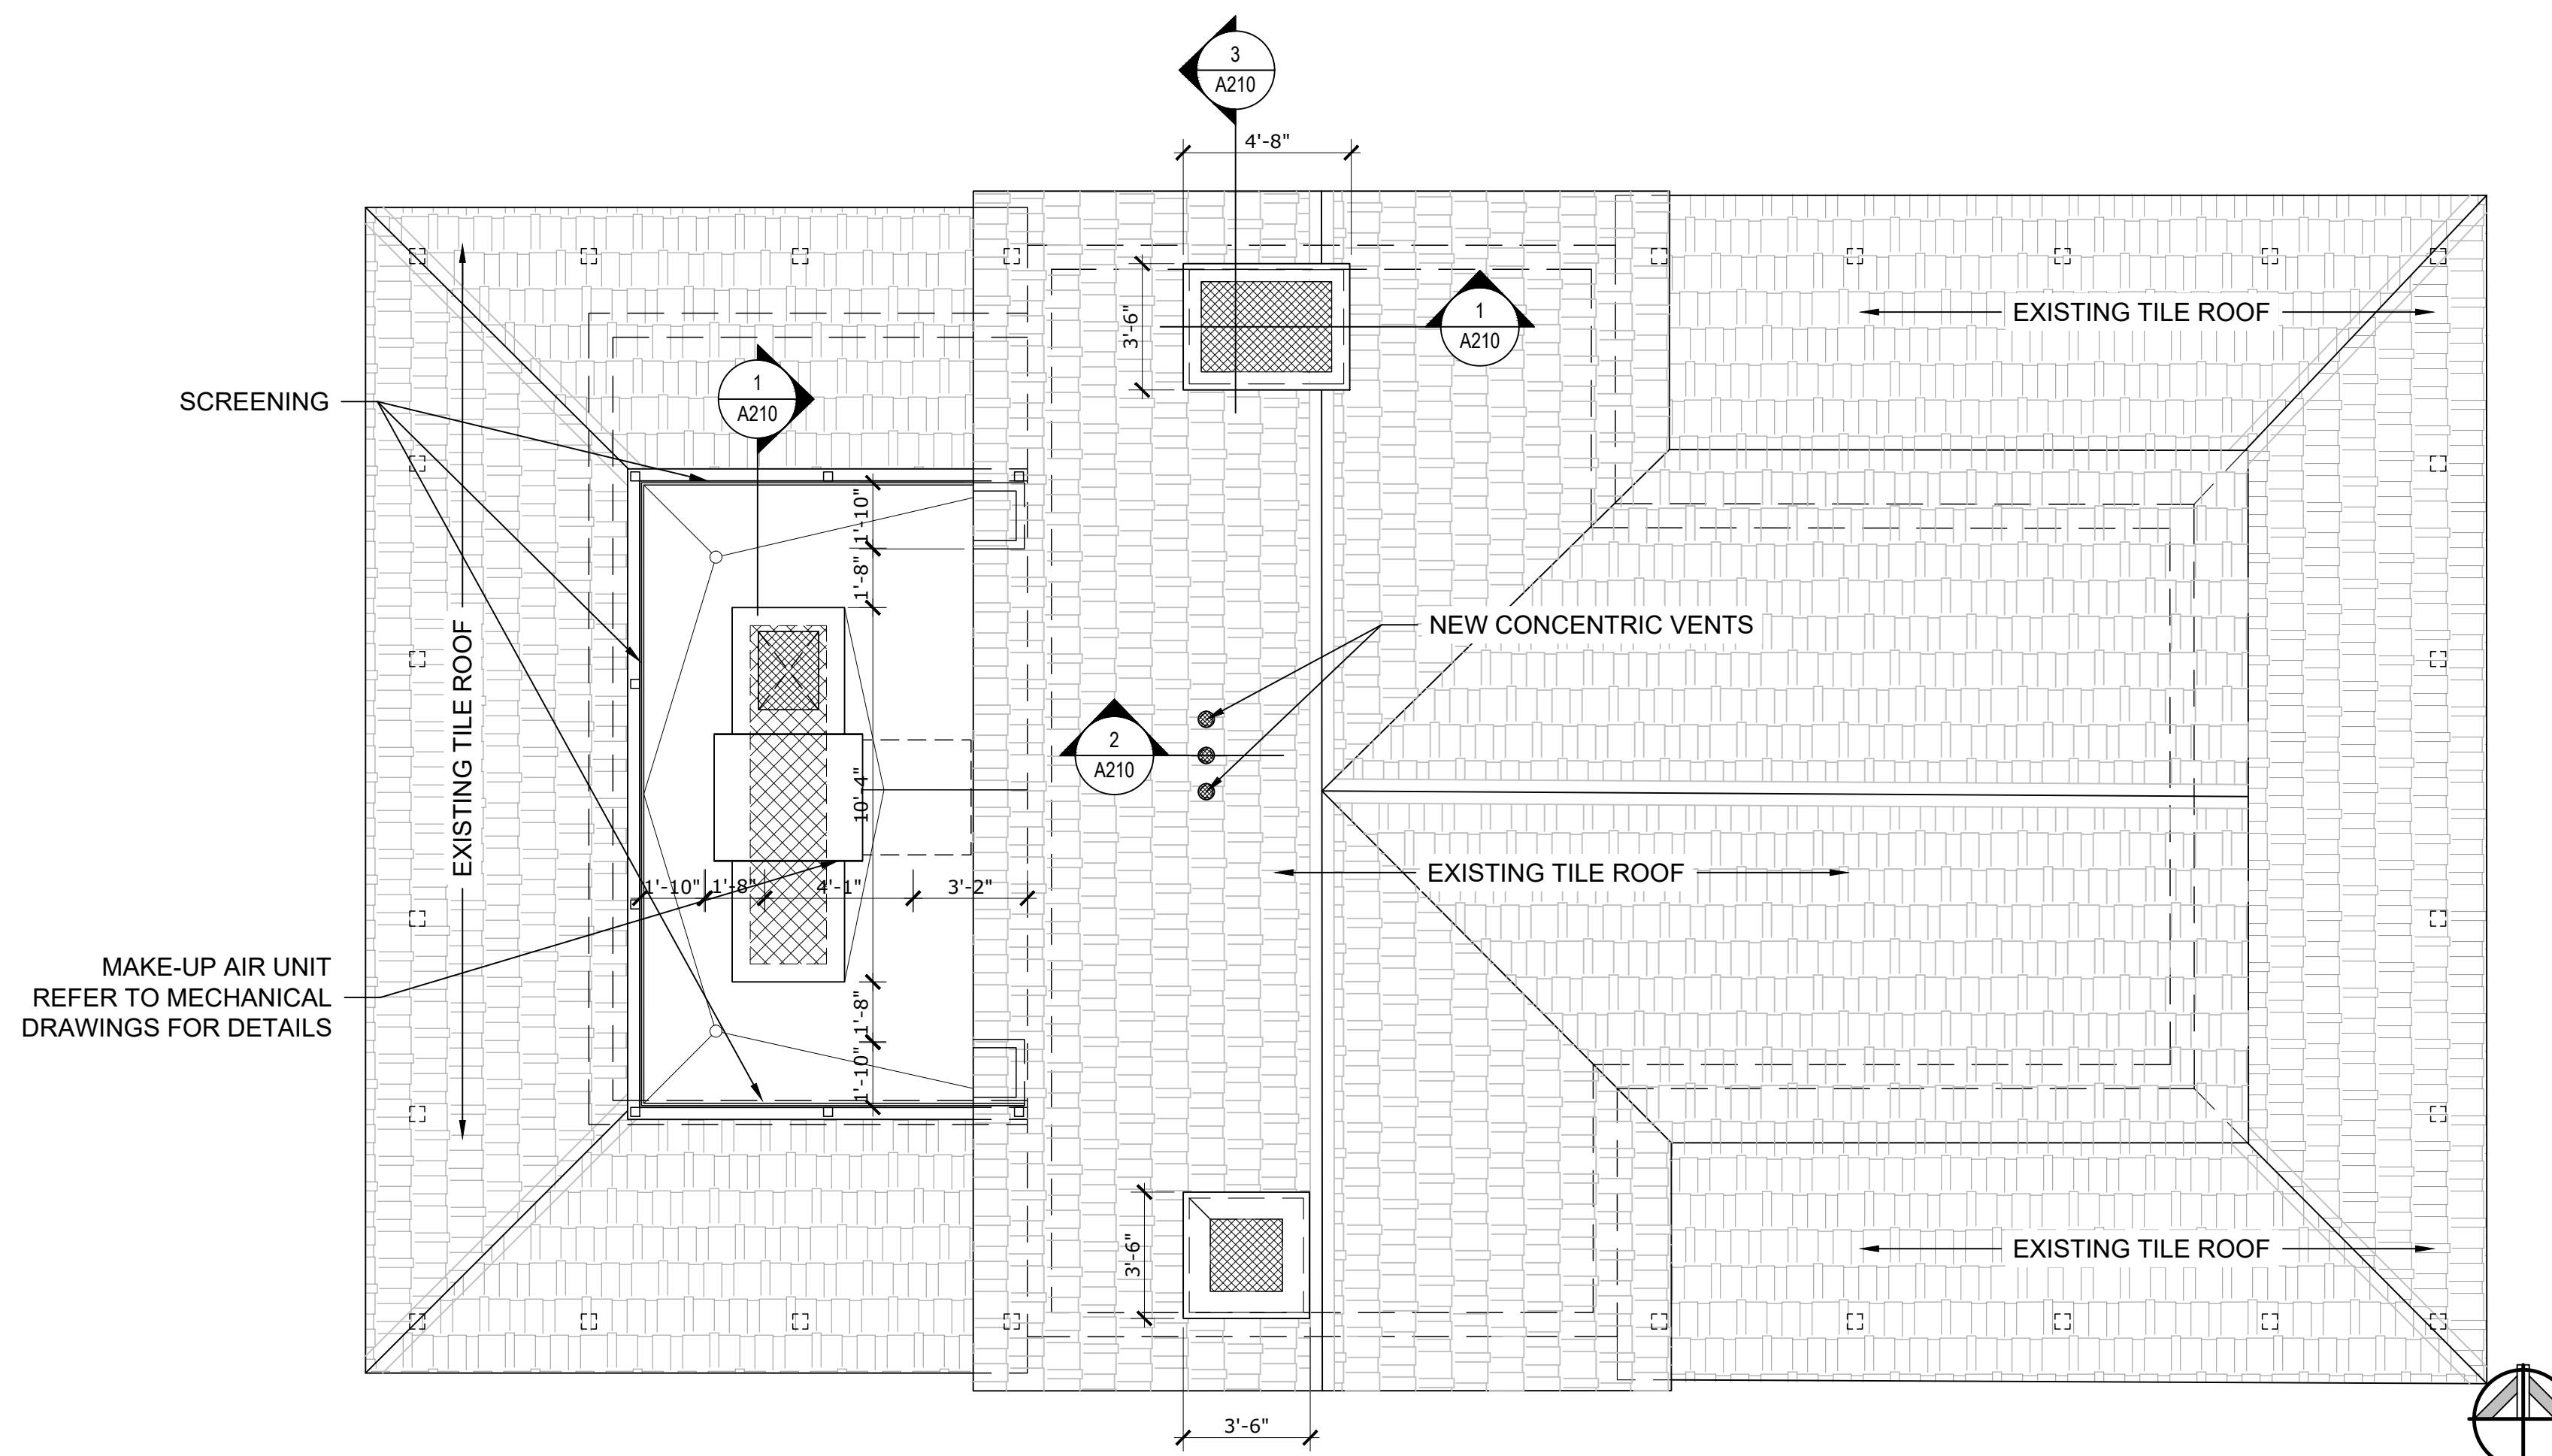 3
A210
4'-8"
3'-6"
1
A210
EXISTING TILE ROOF
SCREENING
1
A210
1'-10"
1'-8"
EXISTING TILE ROOF
NEW CONCENTRIC VENTS
2
A210
10'-4"
1'-10"
1'-8"
4'-1"
3'-2"
EXISTING TILE ROOF
MAKE-UP AIR UNIT
REFER TO MECHANICAL
DRAWINGS FOR DETAILS
1'-8"
1'-10"
3'-6"
EXISTING TILE ROOF
3'-6"